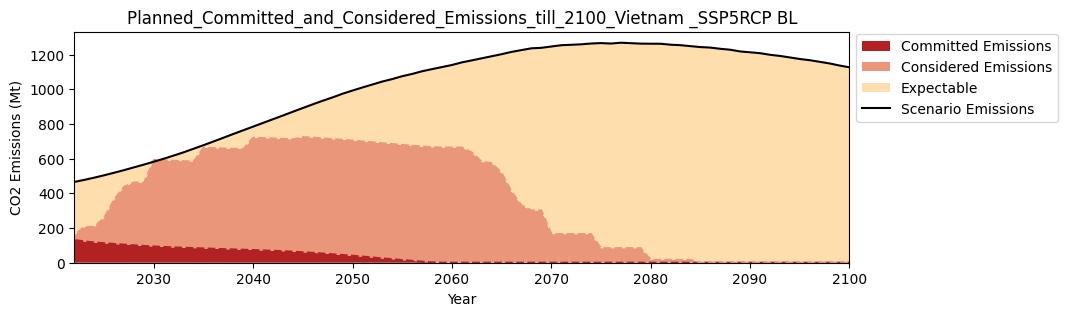 Planned_Committed_and_Considered_Emissions_till_2100_Vietnam _SSP5RCP BL
Committed Emissions
Considered Emissions
Expectable
Scenario Emissions
CO2 Emissions (Mt)
1200
1000
800
600
400
200
0
2030 2040 2050 2060 2070 2080 2090 2100
Year